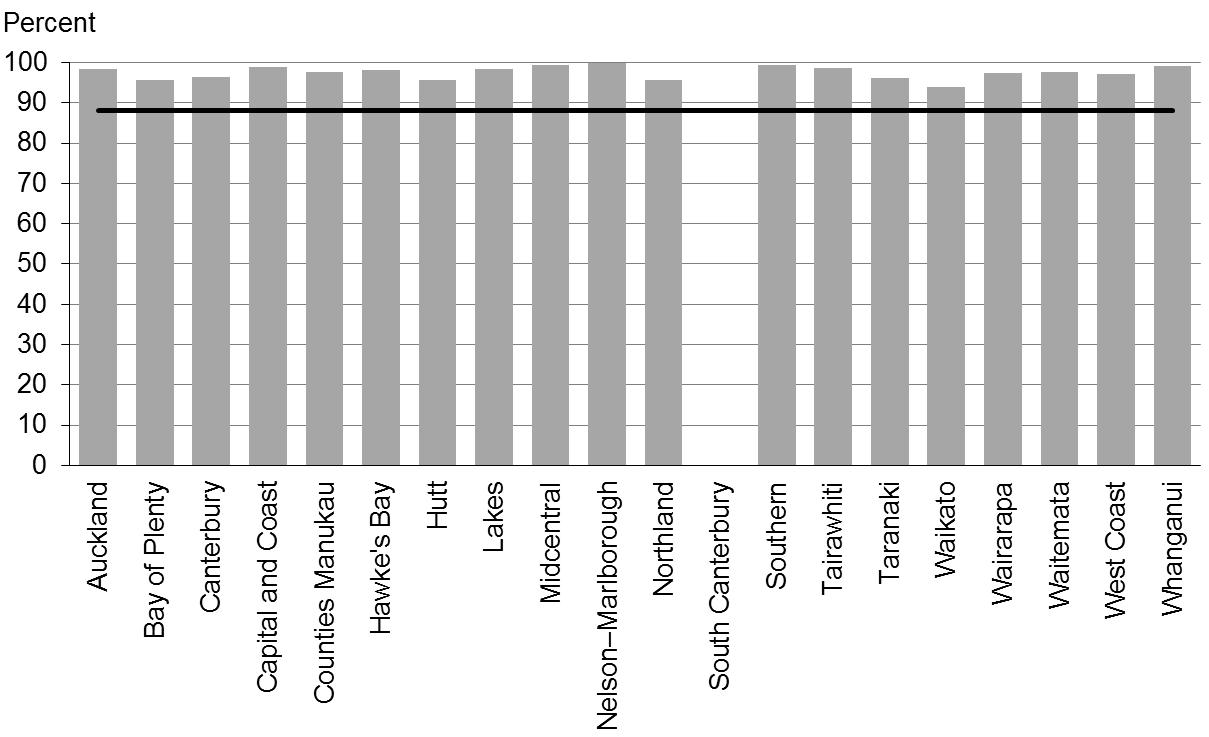 Percent
100
90
80
70
60
50
40
30
20
10
0
Auckland
Bay of Plenty
Canterbury
Capital and Coast
Counties Manukau
Hawke's Bay
Hutt
Lakes
Midcentral
Nelson–Marlborough
Northland
South Canterbury
Southern
Tairawhiti
Taranaki
Waikato
Wairarapa
Waitemata
West Coast
Whanganui